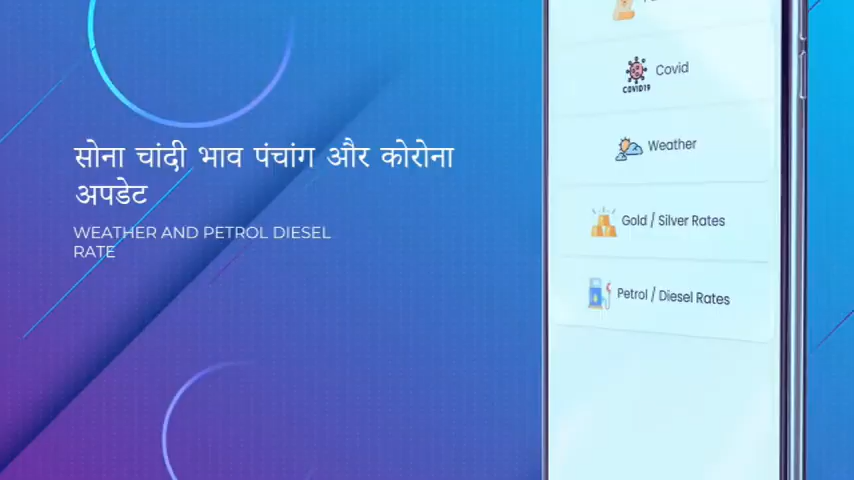 सोना चांदी भाव पंचांग और कोरोना
अपडेट
WEATHER AND PETROL DIESEL
RATE
Covid
COVID19
Weather
Gold / Silver Rates
Petrol / Diesel Rates